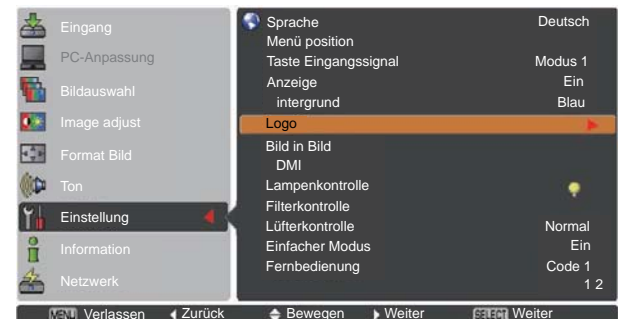 Eingang
PC-Anpassung
Bildauswahl
Image adjust
Format Bild
Ton
Einstellung
Information
Netzwerk
Sprache Deutsch
Menü position
Taste Eingangssignal Modus 1
Anzeige Ein
intergrund Blau
Logo
Bild in Bild
DMI
Lampenkontrolle
Filterkontrolle
Lüfterkontrolle Normal
Einfacher Modus Ein
Fernbedienung Code 1
1 2
MENU Verlassen Zurück Bewegen Weiter SELECT Weiter